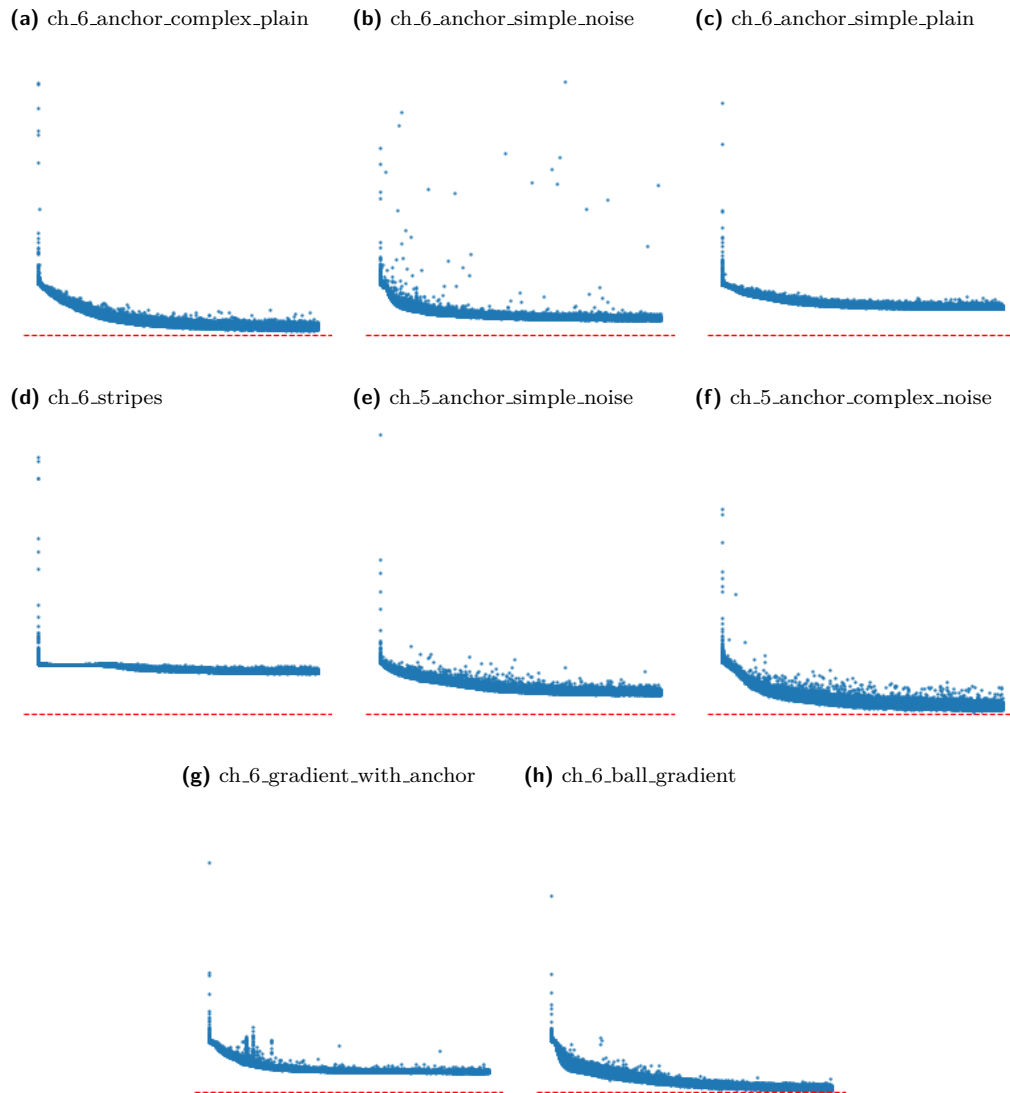 (a) ch_6_anchor_complex_plain
(b) ch_6_anchor_simple_noise
(c) ch_6_anchor_simple_plain
(d) ch_6_stripes
(e) ch_5_anchor_simple_noise
(f) ch_5_anchor_complex_noise
(g) ch_6_gradient_with_anchor
(h) ch_6_ball_gradient